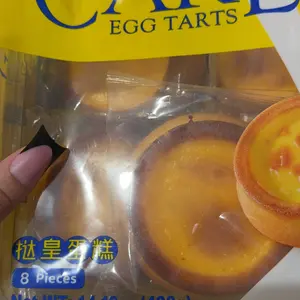 CAKE
EGG TARTS
挞皇蛋糕
8 Pieces